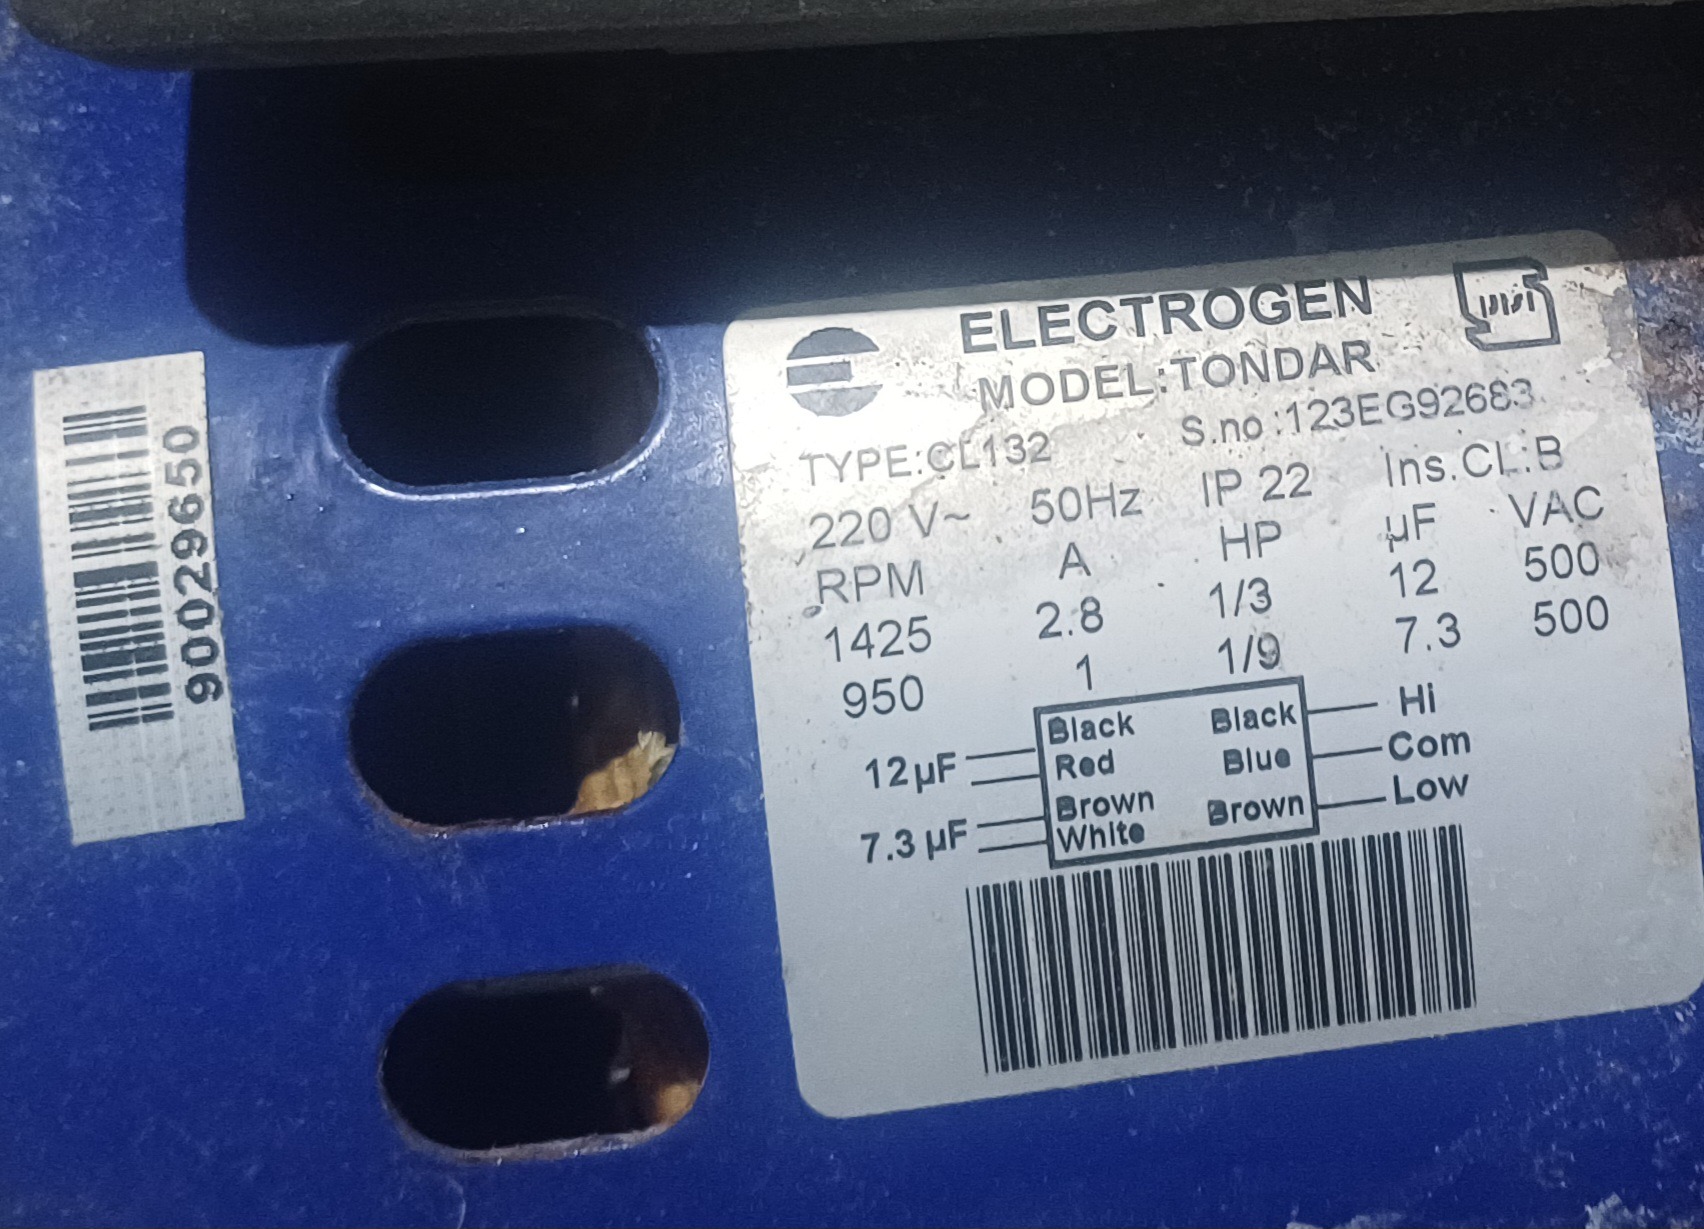 90029650
ELECTROGEN
MODEL:TONDAR
TYPE:CL132 S.no:123EG92683
220 V~ 50Hz IP 22 Ins.CL:B
RPM A HP µF VAC
1425 2.8 1/3 12 500
950 1 1/9 7.3 500
Black Black Hi
12µF Red Blue Com
Brown Brown Low
7.3 µF White